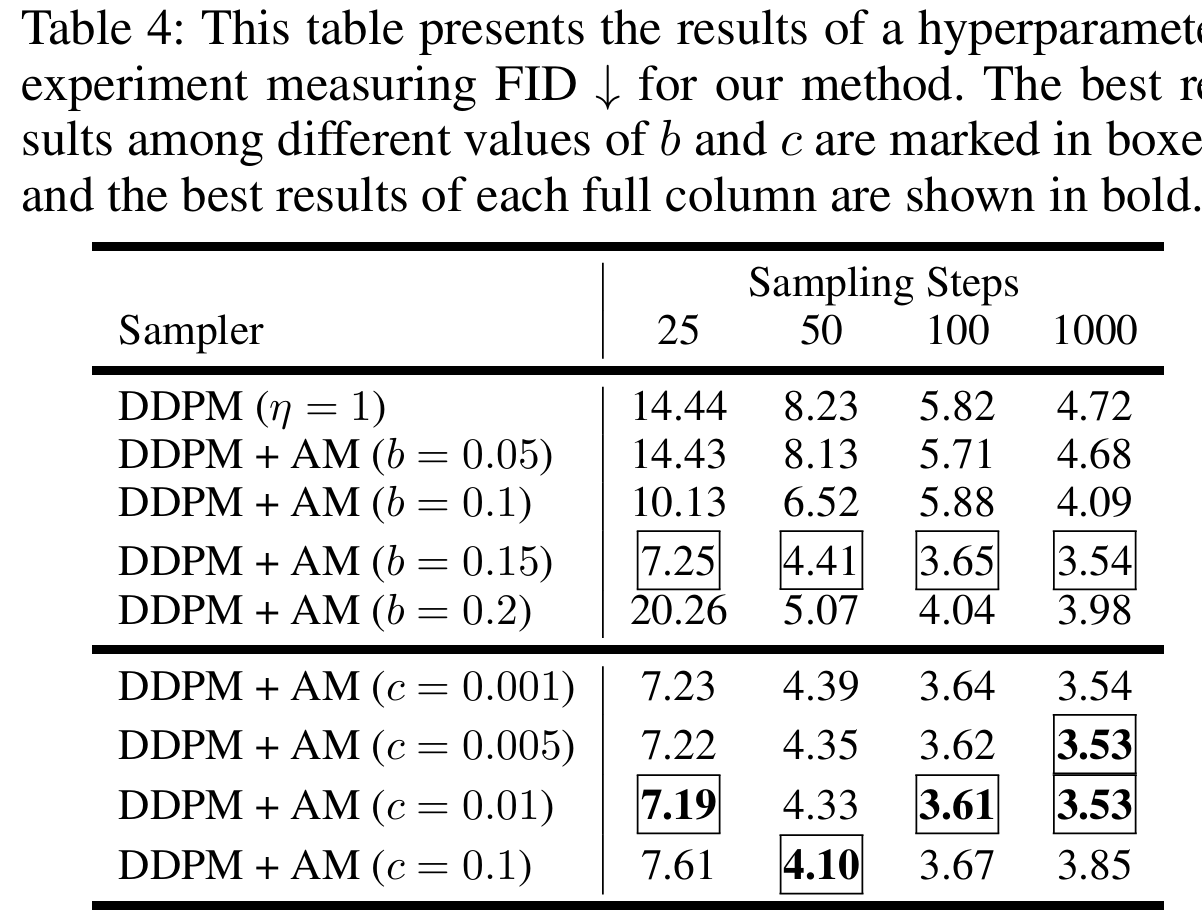 Table 4: This table presents the results of a hyperparamete
experiment measuring FID ↓ for our method. The best re
sults among different values of b and c are marked in boxe
and the best results of each full column are shown in bold.
Sampling Steps
Sampler 25 50 100 1000
DDPM (η = 1) 14.44 8.23 5.82 4.72
DDPM + AM (b = 0.05) 14.43 8.13 5.71 4.68
DDPM + AM (b = 0.1) 10.13 6.52 5.88 4.09
DDPM + AM (b = 0.15) 7.25 4.41 3.65 3.54
DDPM + AM (b = 0.2) 20.26 5.07 4.04 3.98
DDPM + AM (c = 0.001) 7.23 4.39 3.64 3.54
DDPM + AM (c = 0.005) 7.22 4.35 3.62 3.53
DDPM + AM (c = 0.01) 7.19 4.33 3.61 3.53
DDPM + AM (c = 0.1) 7.61 4.10 3.67 3.85